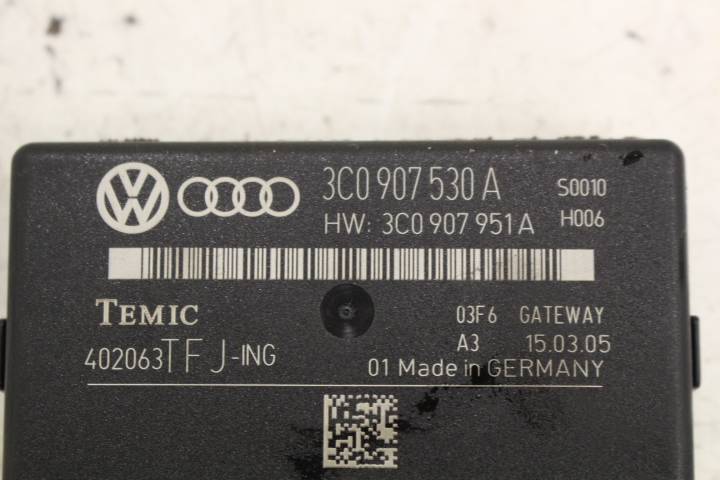 3C0 907 530 A S0010
HW: 3C0 907 951 A H006
TEMIC 03F6 GATEWAY
402063TFJ-ING A3 15.03.05
01 Made in GERMANY